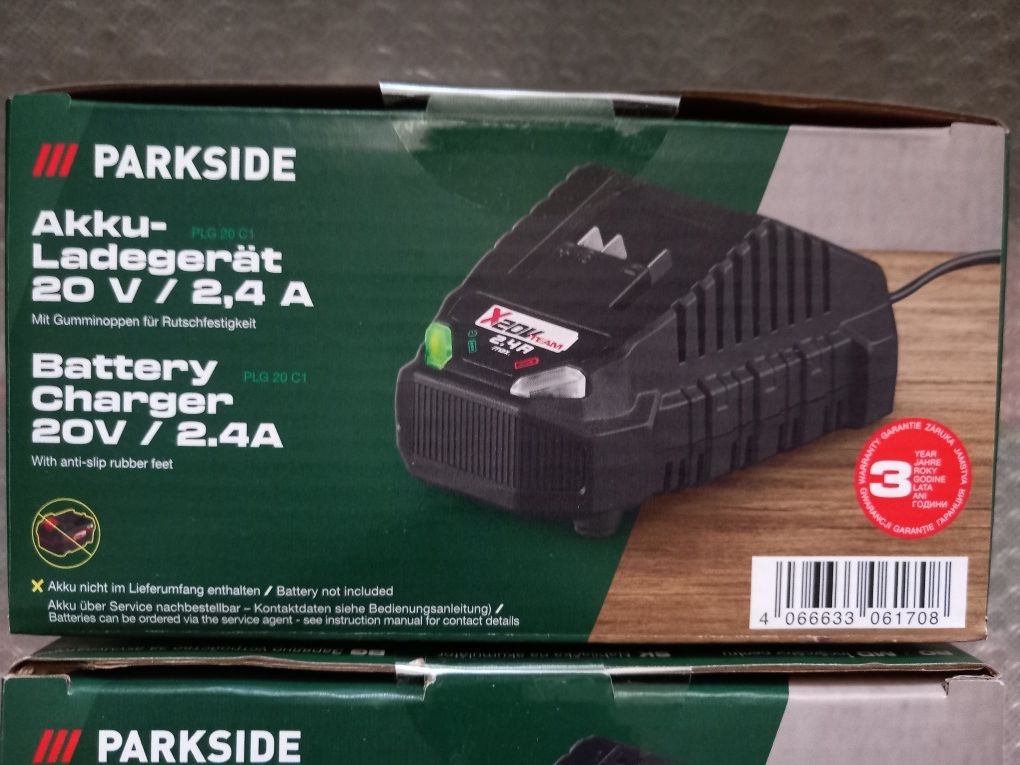 PARKSIDE
Akku-
PLG 20 C1
Ladegerät
20 V / 2,4 A
Mit Gumminoppen für Rutschfestigkeit
Battery
PLG 20 C1
Charger
20V / 2.4A
With anti-slip rubber feet
X20V TEAM
2.4A
max.
WARRANTY GARANTIE ZÁRUKA JAMSTVA
3
YEAR
JAHRE
ROKY
GODINE
LATA
ANI
ГОДИНИ
GWARANCJI GARANȚIE ГАРАНЦИЯ
X Akku nicht im Lieferumfang enthalten / Battery not included
Akku über Service nachbestellbar – Kontaktdaten siehe Bedienungsanleitung) /
Batteries can be ordered via the service agent - see instruction manual for contact details
4 066633 061708
PARKSIDE